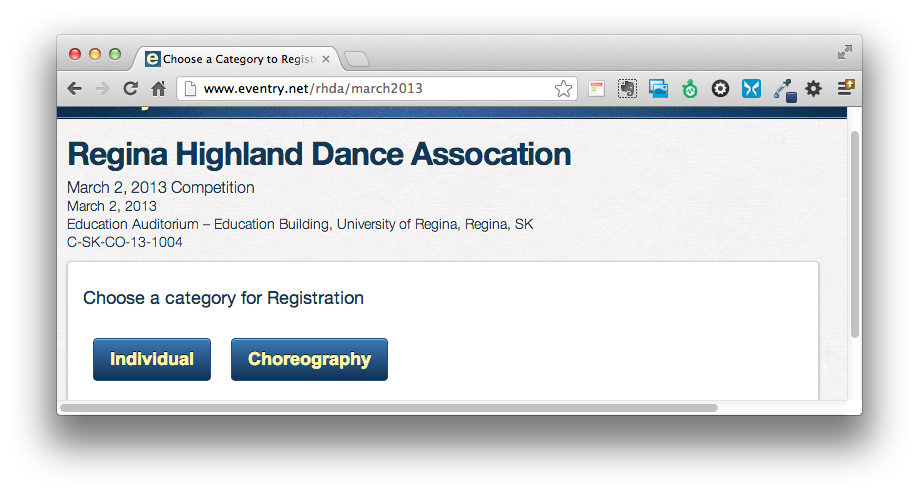 Choose a Category to Regist
www.eventry.net/rhda/march2013
Regina Highland Dance Assocation
March 2, 2013 Competition
March 2, 2013
Education Auditorium – Education Building, University of Regina, Regina, SK
C-SK-CO-13-1004
Choose a category for Registration
Individual
Choreography